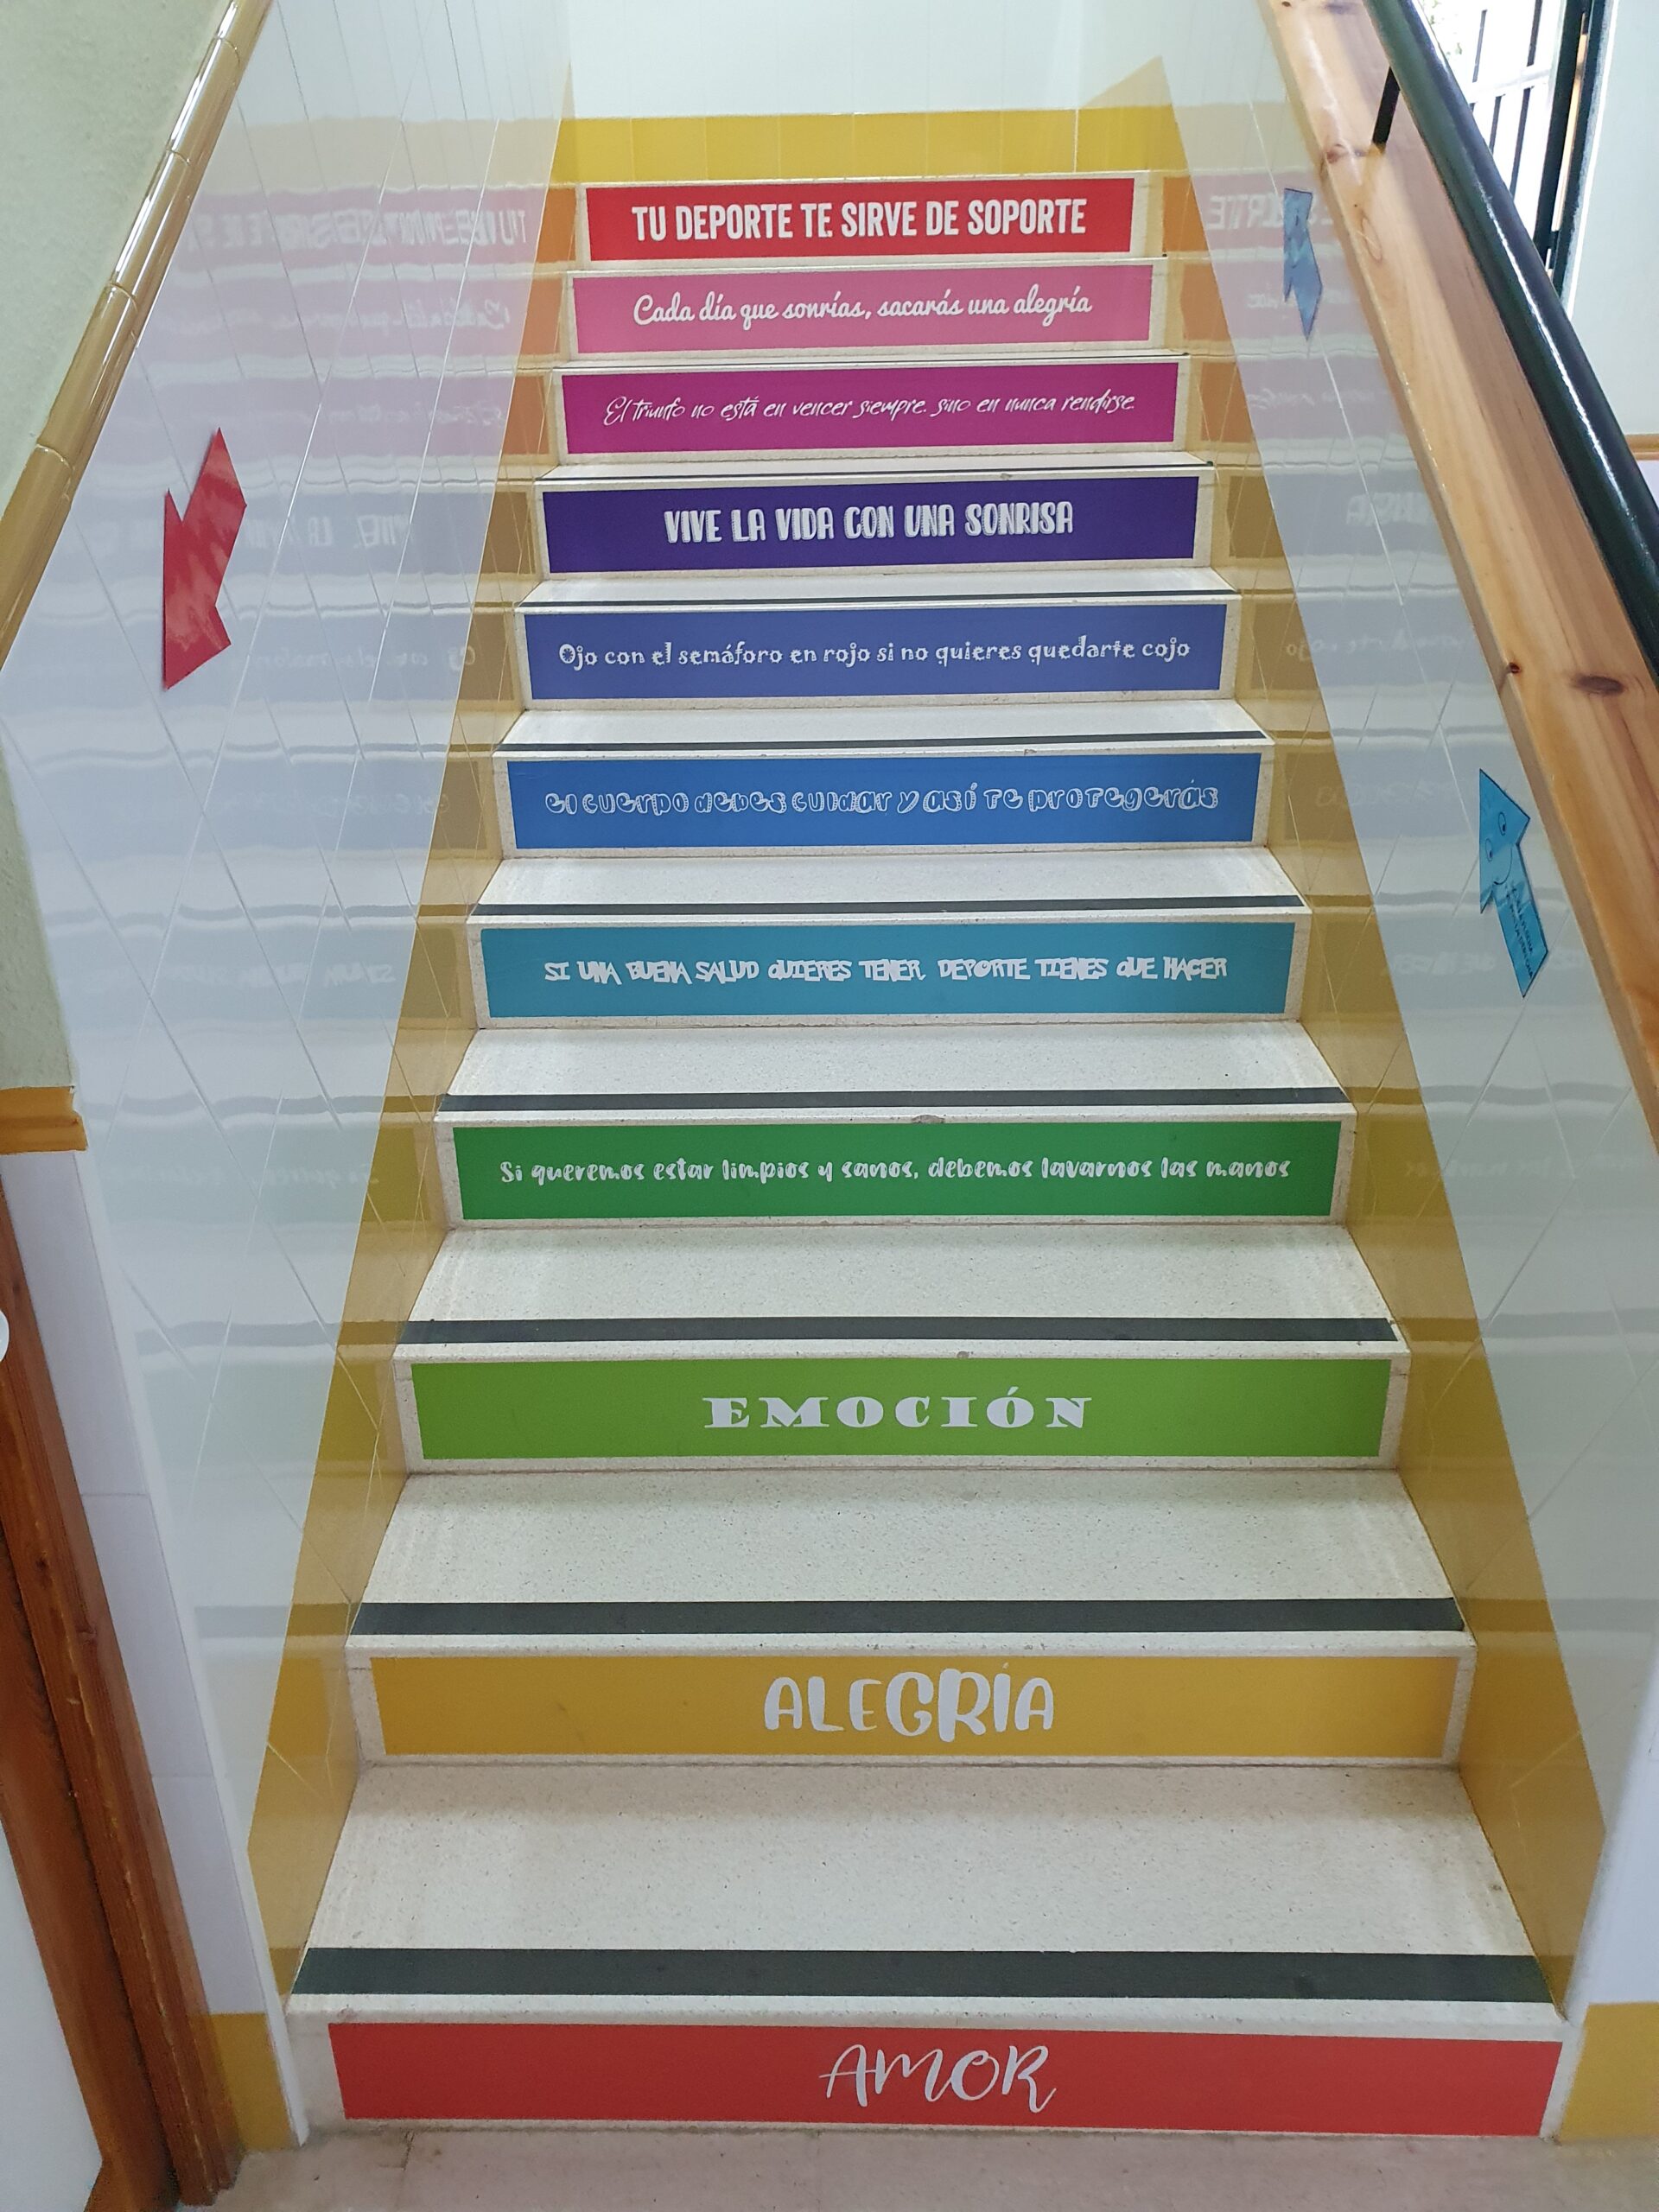 TU DEPORTE TE SIRVE DE SOPORTE
Cada día que sonrías, sacarás una alegría
El triunfo no está en vencer siempre. sino en nunca rendirse.
VIVE LA VIDA CON UNA SONRISA
Ojo con el semáforo en rojo si no quieres quedarte cojo
el cuerpo debes cuidar y así te protegerás
SI UNA BUENA SALUD QUIERES TENER, DEPORTE TIENES QUE HACER
Si queremos estar limpios y sanos, debemos lavarnos las manos
EMOCIÓN
ALEGRÍA
AMOR